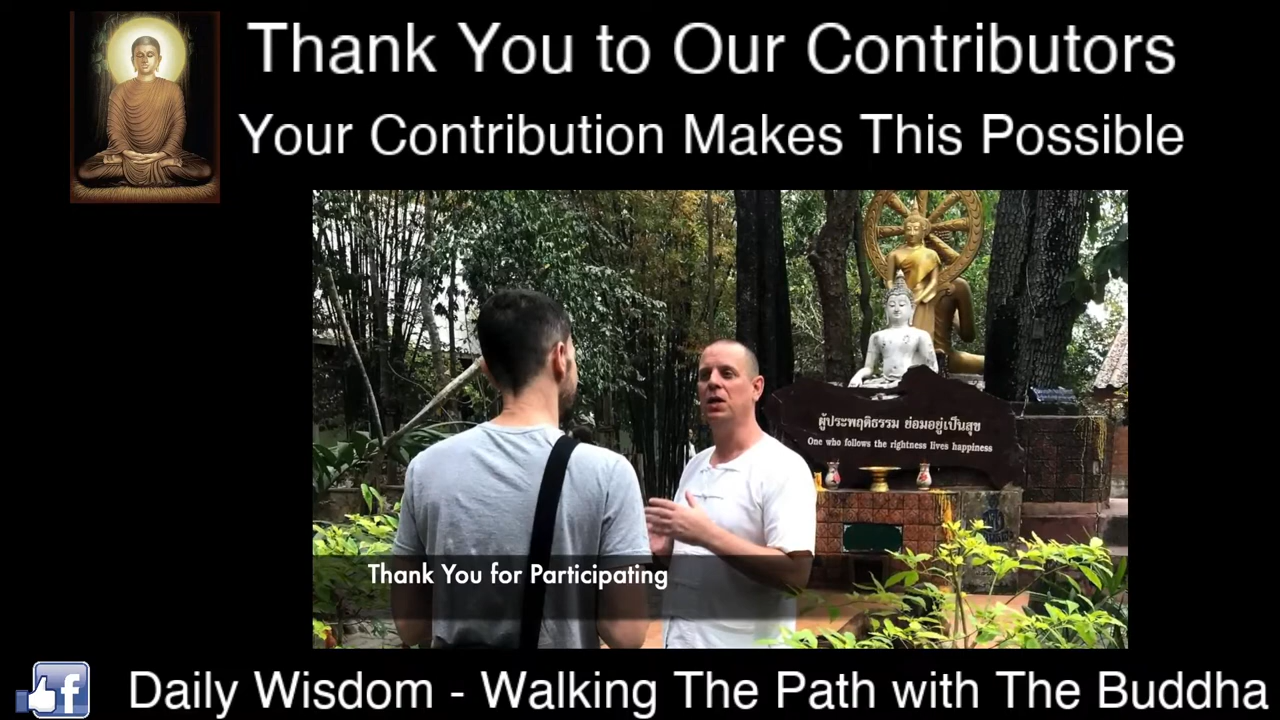 Thank You to Our Contributors
Your Contribution Makes This Possible
ผู้ประพฤติธรรม ย่อมอยู่เป็นสุข
One who follows the rightness lives happiness
Thank You for Participating
f
Daily Wisdom - Walking The Path with The Buddha